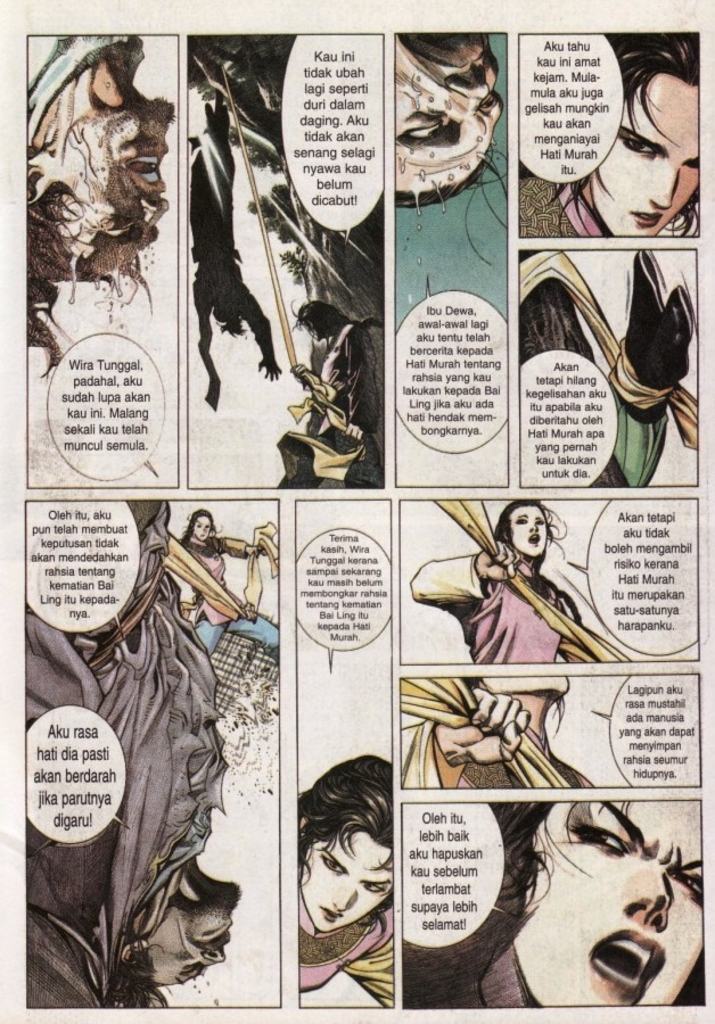 Wira Tunggal,
padahal, aku
sudah lupa akan
kau ini. Malang
sekali kau telah
muncul semula.
Kau ini
tidak ubah
lagi seperti
duri dalam
daging. Aku
tidak akan
senang selagi
nyawa kau
belum
dicabut!
Ibu Dewa,
awal-awal lagi
aku tentu telah
bercerita kepada
Hati Murah tentang
rahsia yang kau
lakukan kepada Bai
Ling jika aku ada
hati hendak mem-
bongkarnya.
Aku tahu
kau ini amat
kejam. Mula-
mula aku juga
gelisah mungkin
kau akan
menganiayai
Hati Murah
itu.
Akan
tetapi hilang
kegelisahan aku
itu apabila aku
diberitahu oleh
Hati Murah apa
yang pernah
kau lakukan
untuk dia.
Oleh itu, aku
pun telah membuat
keputusan tidak
akan mendedahkan
rahsia tentang
kematian Bai
Ling itu kepada-
nya.
Aku rasa
hati dia pasti
akan berdarah
jika parutnya
digaru!
Terima
kasih, Wira
Tunggal kerana
sampai sekarang
kau masih belum
membongkar rahsia
tentang kematian
Bai Ling itu
kepada Hati
Murah.
Akan tetapi
aku tidak
boleh mengambil
risiko kerana
Hati Murah
itu merupakan
satu-satunya
harapanku.
Lagipun aku
rasa mustahil
ada manusia
yang akan dapat
menyimpan
rahsia seumur
hidupnya.
Oleh itu,
lebih baik
aku hapuskan
kau sebelum
terlambat
supaya lebih
selamat!